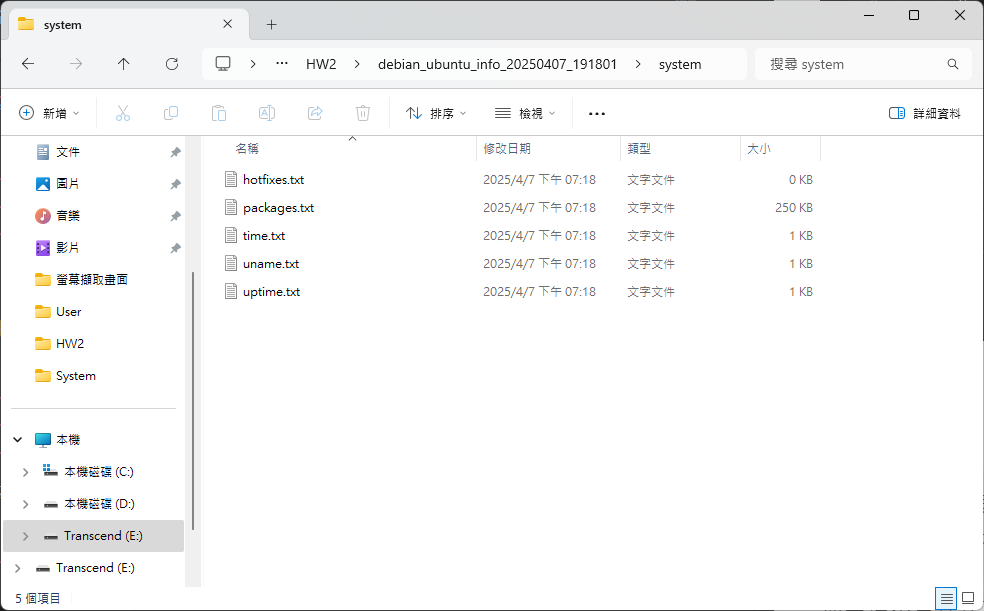 system
HW2 debian_ubuntu_info_20250407_191801 system 搜尋 system
新增 排序 檢視 詳細資料
文件
圖片
音樂
影片
螢幕擷取畫面
User
HW2
System
本機
本機磁碟 (C:)
本機磁碟 (D:)
Transcend (E:)
Transcend (E:)
名稱 修改日期 類型 大小
hotfixes.txt 2025/4/7 下午 07:18 文字文件 0 KB
packages.txt 2025/4/7 下午 07:18 文字文件 250 KB
time.txt 2025/4/7 下午 07:18 文字文件 1 KB
uname.txt 2025/4/7 下午 07:18 文字文件 1 KB
uptime.txt 2025/4/7 下午 07:18 文字文件 1 KB
5 個項目